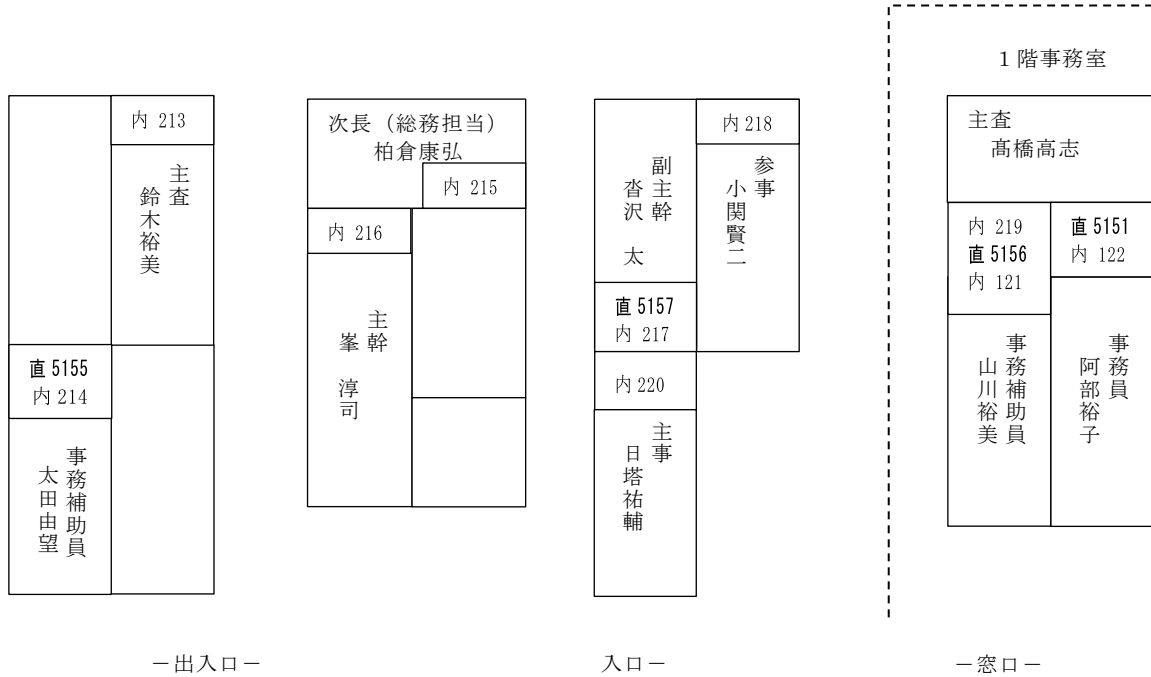 内 213
主査
鈴木裕美
直 5155
内 214
事務補助員
太田由望
次長（総務担当）
柏倉康弘
内 215
内 216
主幹
峯 淳司
副主幹
沓沢 太
直 5157
内 217
内 218
参事
小関賢二
内 220
主事
日塔祐輔
１階事務室
主査
髙橋高志
内 219
直 5156
内 121
直 5151
内 122
事務補助員
山川裕美
事務員
阿部裕子
－出入口－
入口－
－窓口－